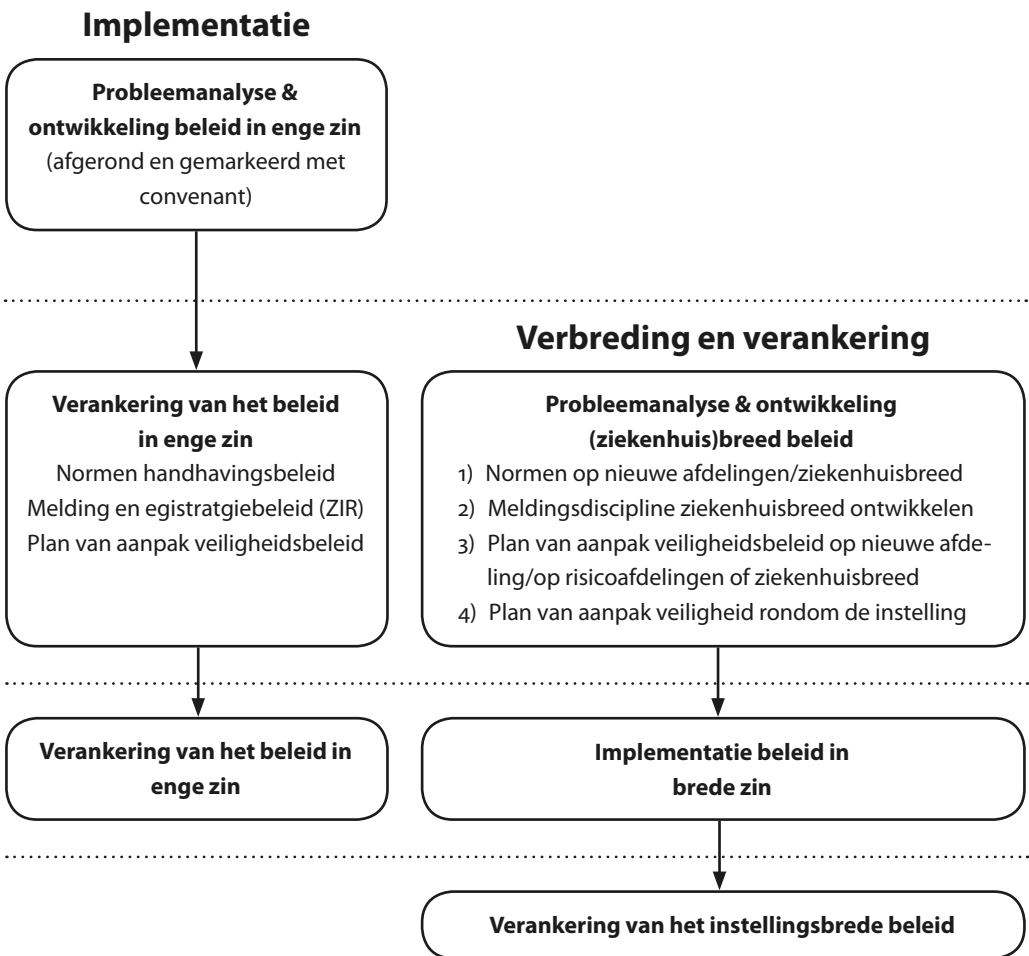 Implementatie
Probleemanalyse &
ontwikkeling beleid in enge zin
(afgerond en gemarkeerd met
convenant)
Verbreding en verankering
Verankering van het beleid
in enge zin
Normen handhavingsbeleid
Melding en egistratgiebeleid (ZIR)
Plan van aanpak veiligheidsbeleid
Probleemanalyse & ontwikkeling
(ziekenhuis)breed beleid
1) Normen op nieuwe afdelingen/ziekenhuisbreed
2) Meldingsdiscipline ziekenhuisbreed ontwikkelen
3) Plan van aanpak veiligheidsbeleid op nieuwe afde-
ling/op risicoafdelingen of ziekenhuisbreed
4) Plan van aanpak veiligheid rondom de instelling
Verankering van het beleid in
enge zin
Implementatie beleid in
brede zin
Verankering van het instellingsbrede beleid